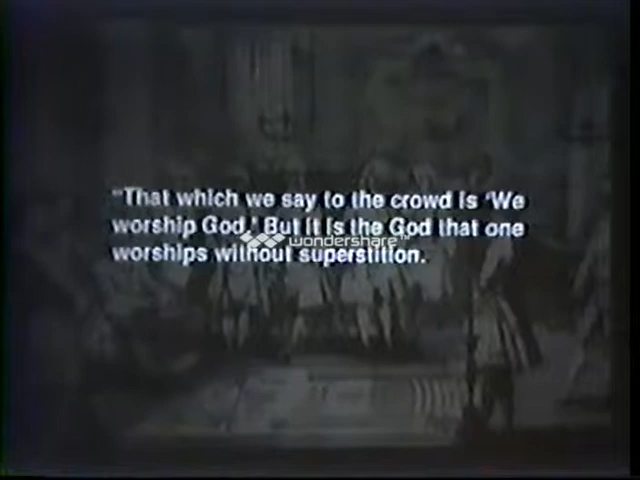 "That which we say to the crowd is 'We
worship God.' But it is the God that one
worships without superstition.
wondershare™